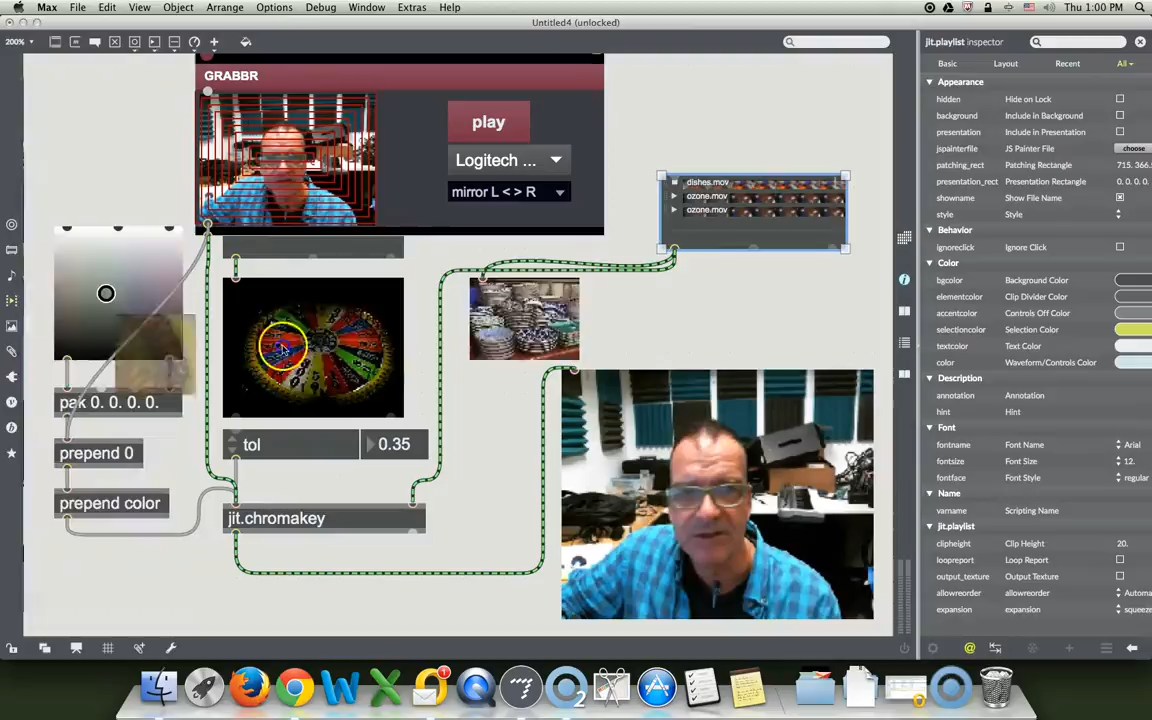 Max File Edit View Object Arrange Options Debug Window Extras Help
Thu 1:00 PM
Untitled4 (unlocked)
200%
jit.playlist inspector
Basic Layout Recent All
GRABBR
play
Logitech ...
mirror L < > R
dishes.mov
ozone.mov
ozone.mov
pak 0. 0. 0. 0.
prepend 0
prepend color
tol 0.35
jit.chromakey
Appearance
hidden Hide on Lock
background Include in Background
presentation Include in Presentation
jspainterfile JS Painter File choose
patching_rect Patching Rectangle 715. 366.
presentation_rect Presentation Rectangle 0. 0. 0.
showname Show File Name
style Style
Behavior
ignoreclick Ignore Click
Color
bgcolor Background Color
elementcolor Clip Divider Color
accentcolor Controls Off Color
selectioncolor Selection Color
textcolor Text Color
color Waveform/Controls Color
Description
annotation Annotation
hint Hint
Font
fontname Font Name Arial
fontsize Font Size 12.
fontface Font Style regular
Name
varname Scripting Name
jit.playlist
clipheight Clip Height 20.
loopreport Loop Report
output_texture Output Texture
allowreorder allowreorder Automa
expansion expansion squeeze
1
2